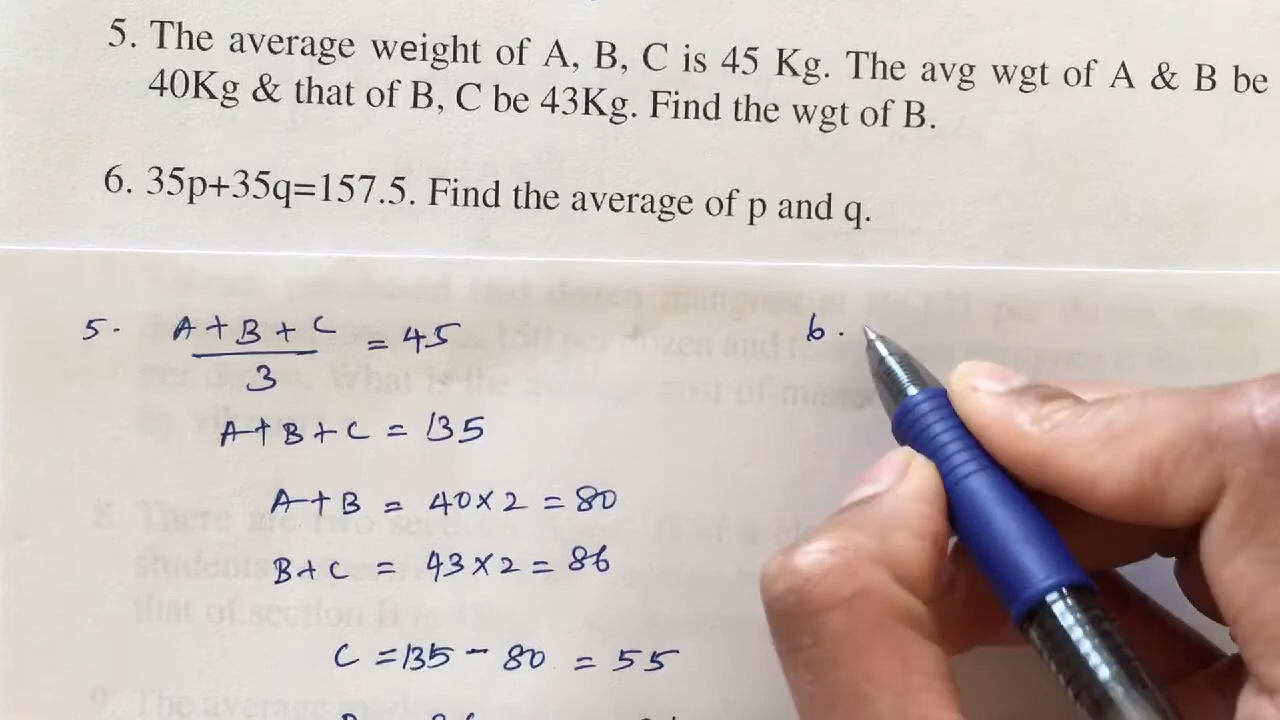 5. The average weight of A, B, C is 45 Kg. The avg wgt of A & B be
40Kg & that of B, C be 43Kg. Find the wgt of B.
6. 35p+35q=157.5. Find the average of p and q.
5. A+B+C
3
= 45
6.
A+B+C = 135
A+B = 40×2 = 80
B+C = 43×2 = 86
C = 135 - 80 = 55